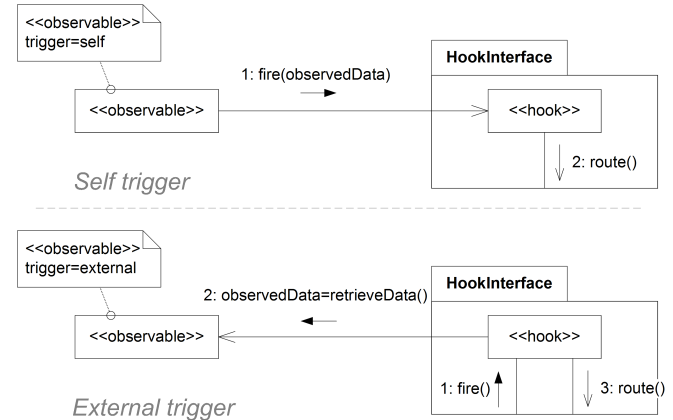 <<observable>>
trigger=self
1: fire(observedData)
HookInterface
<<observable>>
<<hook>>
2: route()
Self trigger
<<observable>>
trigger=external
2: observedData=retrieveData()
HookInterface
<<observable>>
<<hook>>
1: fire()
3: route()
External trigger